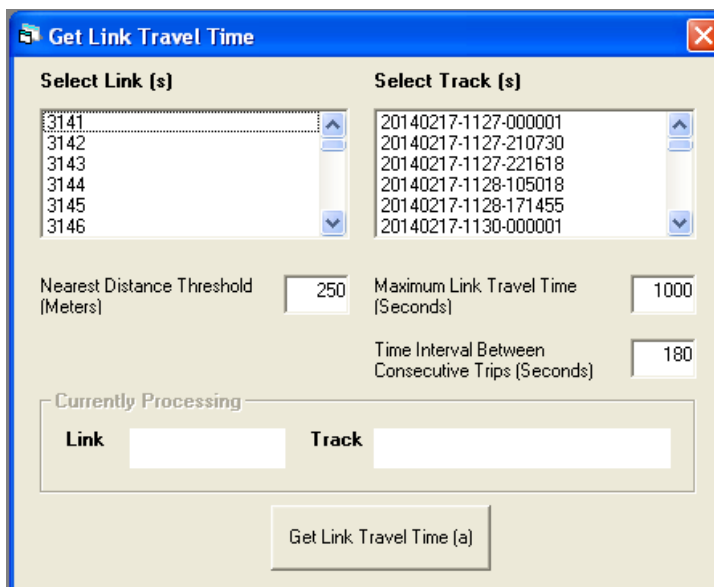 Get Link Travel Time
Select Link (s)
Select Track (s)
3141
3142
3143
3144
3145
3146
20140217-1127-000001
20140217-1127-210730
20140217-1127-221618
20140217-1128-105018
20140217-1128-171455
20140217-1130-000001
Nearest Distance Threshold
(Meters)
250
Maximum Link Travel Time
(Seconds)
1000
Time Interval Between
Consecutive Trips (Seconds)
180
Currently Processing
Link
Track
Get Link Travel Time (a)